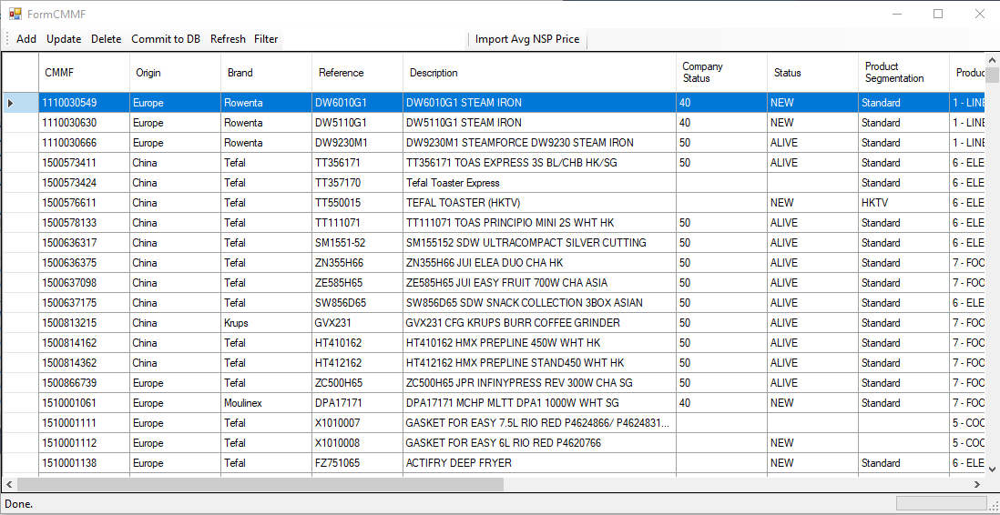 FormCMMF
Add Update Delete Commit to DB Refresh Filter Import Avg NSP Price
CMMF Origin Brand Reference Description Company Status Status Product Segmentation Produc
1110030549 Europe Rowenta DW6010G1 DW6010G1 STEAM IRON 40 NEW Standard 1 - LINE
1110030630 Europe Rowenta DW5110G1 DW5110G1 STEAM IRON 40 NEW Standard 1 - LINE
1110030666 Europe Rowenta DW9230M1 DW9230M1 STEAMFORCE DW9230 STEAM IRON 50 ALIVE Standard 1 - LINE
1500573411 China Tefal TT356171 TT356171 TOAS EXPRESS 3S BL/CHB HK/SG 50 ALIVE Standard 6 - ELE
1500573424 China Tefal TT357170 Tefal Toaster Express Standard 6 - ELE
1500576611 China Tefal TT550015 TEFAL TOASTER (HKTV) NEW HKTV 6 - ELE
1500578133 China Tefal TT111071 TT111071 TOAS PRINCIPIO MINI 2S WHT HK 50 ALIVE Standard 6 - ELE
1500636317 China Tefal SM1551-52 SM155152 SDW ULTRACOMPACT SILVER CUTTING 50 ALIVE Standard 6 - ELE
1500636375 China Tefal ZN355H66 ZN355H66 JUI ELEA DUO CHA HK 50 ALIVE Standard 7 - FOO
1500637098 China Tefal ZE585H65 ZE585H65 JUI EASY FRUIT 700W CHA ASIA 50 ALIVE Standard 7 - FOO
1500637175 China Tefal SW856D65 SW856D65 SDW SNACK COLLECTION 3BOX ASIAN 50 ALIVE Standard 6 - ELE
1500813215 China Krups GVX231 GVX231 CFG KRUPS BURR COFFEE GRINDER 50 ALIVE Standard 7 - FOO
1500814162 China Tefal HT410162 HT410162 HMX PREPLINE 450W WHT HK 50 ALIVE Standard 7 - FOO
1500814362 China Tefal HT412162 HT412162 HMX PREPLINE STAND450 WHT HK 50 ALIVE Standard 7 - FOO
1500866739 Europe Tefal ZC500H65 ZC500H65 JPR INFINYPRESS REV 300W CHA SG 50 ALIVE Standard 7 - FOO
1510001061 Europe Moulinex DPA17171 DPA17171 MCHP MLTT DPA1 1000W WHT SG 40 NEW Standard 7 - FOO
1510001111 Europe Tefal X1010007 GASKET FOR EASY 7.5L RIO RED P4624866/ P4624831... 5 - COO
1510001112 Europe Tefal X1010008 GASKET FOR EASY 6L RIO RED P4620766 NEW 5 - COO
1510001138 Europe Tefal FZ751065 ACTIFRY DEEP FRYER NEW Standard 6 - ELE
Done.